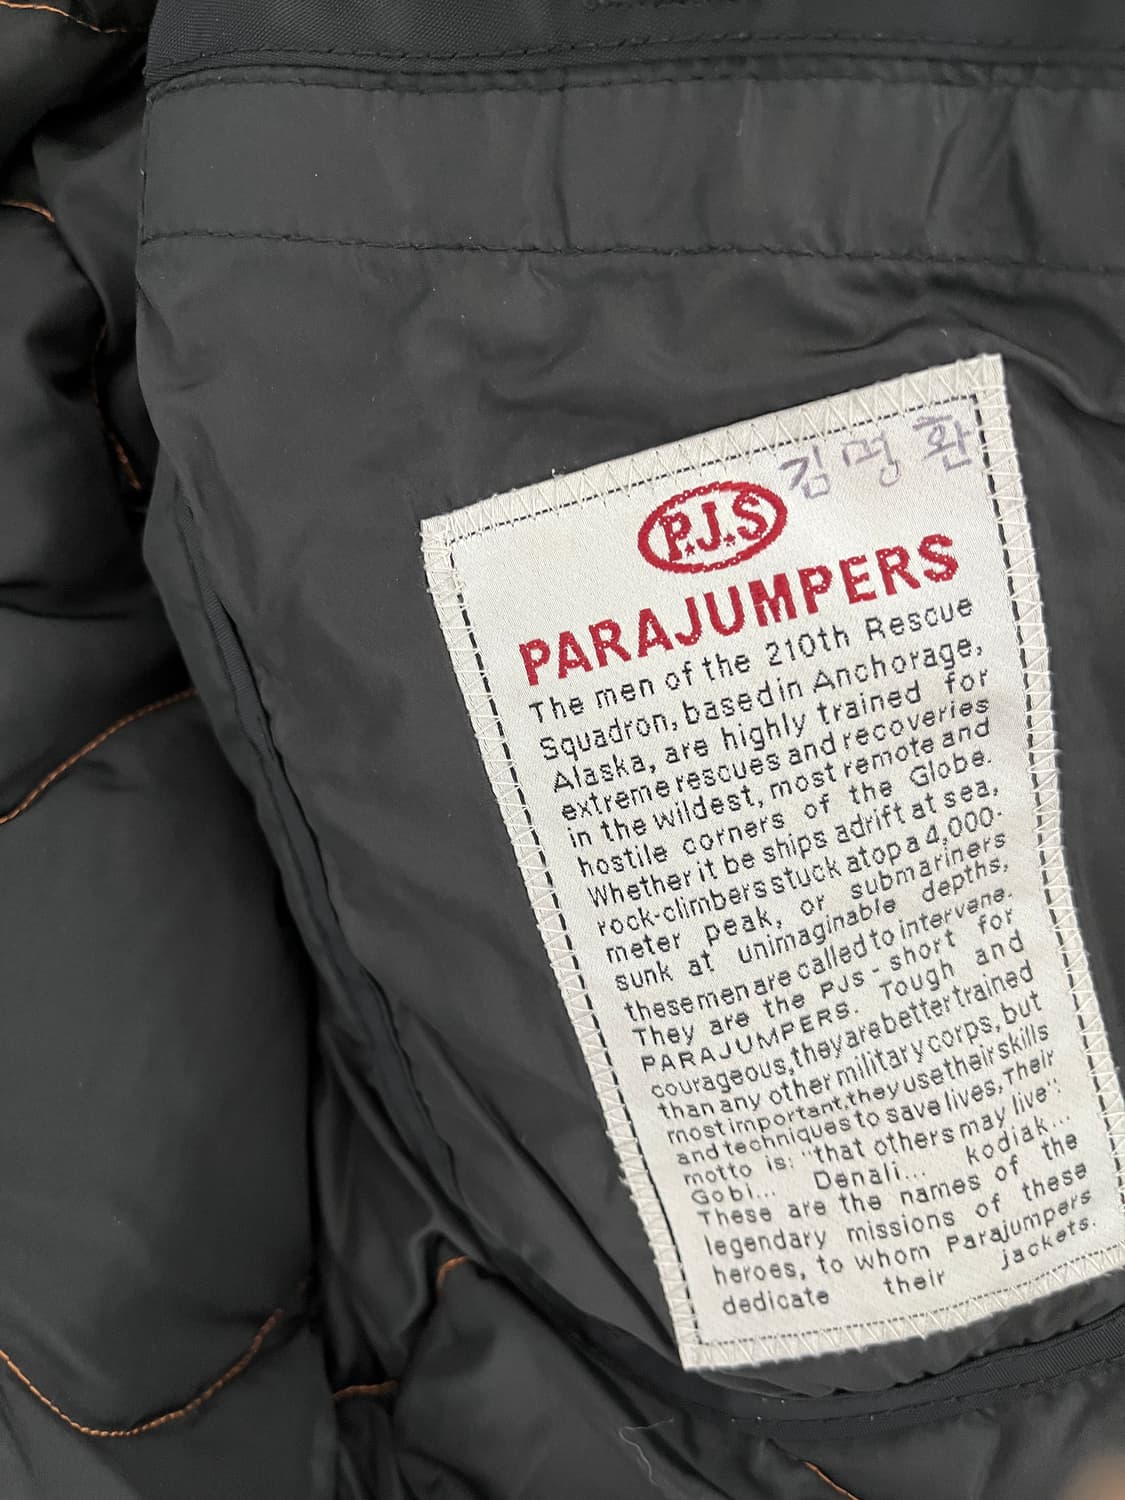 김명환
P.J.S
PARAJUMPERS
The men of the 210th Rescue
Squadron, based in Anchorage,
Alaska, are highly trained for
extreme rescues and recoveries
in the wildest, most remote and
hostile corners of the Globe.
Whether it be ships adrift at sea,
rock-climbers stuck atop a 4,000-
meter peak, or submariners
sunk at unimaginable depths,
these men are called to intervene.
They are the PJs - short for
PARAJUMPERS. Tough and
courageous, they are better trained
than any other military corps, but
most important, they use their skills
and techniques to save lives. Their
motto is: "that others may live".
Gobi... Denali... Kodiak...
These are the names of the
legendary missions of these
heroes, to whom Parajumpers
dedicate their jackets.